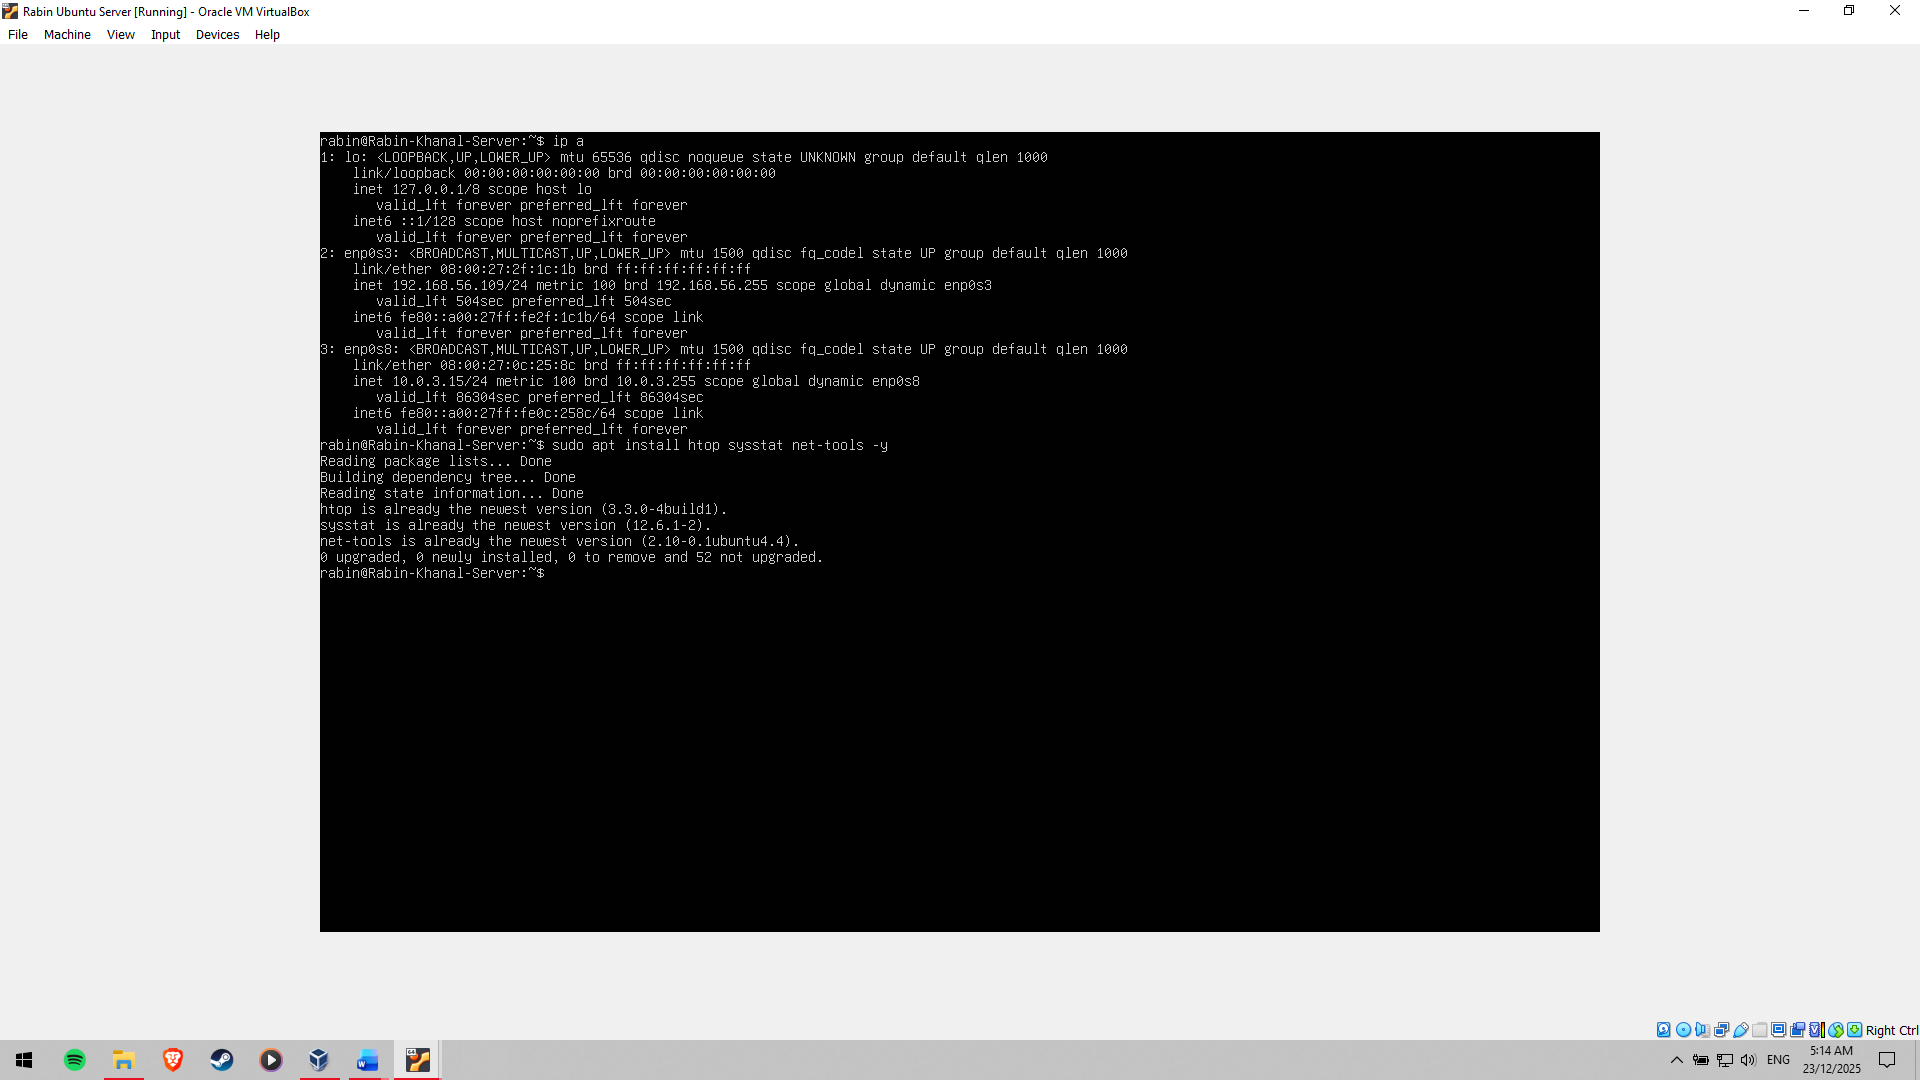 Rabin Ubuntu Server [Running] - Oracle VM VirtualBox
File Machine View Input Devices Help
rabin@Rabin-Khanal-Server:~$ ip a
1: lo: <LOOPBACK,UP,LOWER_UP> mtu 65536 qdisc noqueue state UNKNOWN group default qlen 1000
    link/loopback 00:00:00:00:00:00 brd 00:00:00:00:00:00
    inet 127.0.0.1/8 scope host lo
       valid_lft forever preferred_lft forever
    inet6 ::1/128 scope host noprefixroute
       valid_lft forever preferred_lft forever
2: enp0s3: <BROADCAST,MULTICAST,UP,LOWER_UP> mtu 1500 qdisc fq_codel state UP group default qlen 1000
    link/ether 08:00:27:2f:1c:1b brd ff:ff:ff:ff:ff:ff
    inet 192.168.56.109/24 metric 100 brd 192.168.56.255 scope global dynamic enp0s3
       valid_lft 504sec preferred_lft 504sec
    inet6 fe80::a00:27ff:fe2f:1c1b/64 scope link
       valid_lft forever preferred_lft forever
3: enp0s8: <BROADCAST,MULTICAST,UP,LOWER_UP> mtu 1500 qdisc fq_codel state UP group default qlen 1000
    link/ether 08:00:27:0c:25:8c brd ff:ff:ff:ff:ff:ff
    inet 10.0.3.15/24 metric 100 brd 10.0.3.255 scope global dynamic enp0s8
       valid_lft 86304sec preferred_lft 86304sec
    inet6 fe80::a00:27ff:fe0c:258c/64 scope link
       valid_lft forever preferred_lft forever
rabin@Rabin-Khanal-Server:~$ sudo apt install htop sysstat net-tools -y
Reading package lists... Done
Building dependency tree... Done
Reading state information... Done
htop is already the newest version (3.3.0-4build1).
sysstat is already the newest version (12.6.1-2).
net-tools is already the newest version (2.10-0.1ubuntu4.4).
0 upgraded, 0 newly installed, 0 to remove and 52 not upgraded.
rabin@Rabin-Khanal-Server:~$
Right Ctrl
ENG
5:14 AM
23/12/2025